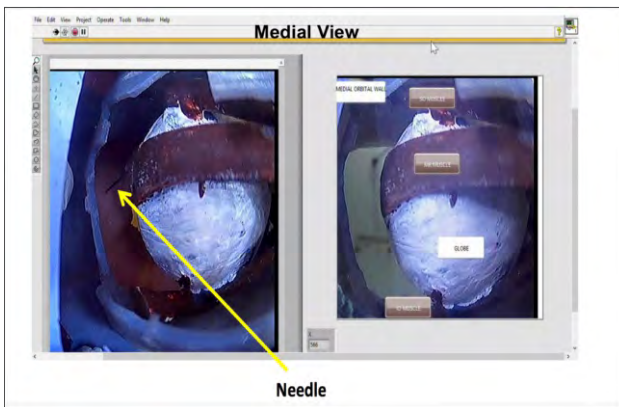 File Edit View Project Operate Tools Window Help
Medial View
MEDIAL ORBITAL WALL
GLOBE
Needle